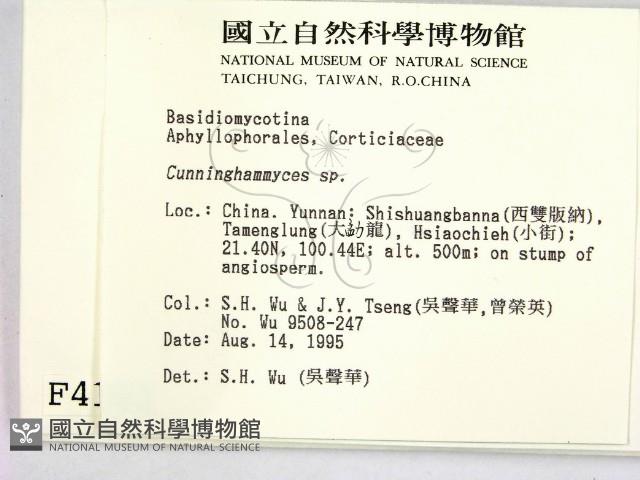 國立自然科學博物館
NATIONAL MUSEUM OF NATURAL SCIENCE
TAICHUNG, TAIWAN, R.O.CHINA
Basidiomycotina
Aphyllophorales, Corticiaceae
Cunninghammyces sp.
Loc.: China. Yunnan; Shishuangbanna(西雙版納),
Tamenglung(大勐龍), Hsiaochieh(小街);
21.40N, 100.44E; alt. 500m; on stump of
angiosperm.
Col.: S.H. Wu & J.Y. Tseng(吳聲華,曾榮英)
No. Wu 9508-247
Date: Aug. 14, 1995
Det.: S.H. Wu (吳聲華)
F41
國立自然科學博物館
NATIONAL MUSEUM OF NATURAL SCIENCE